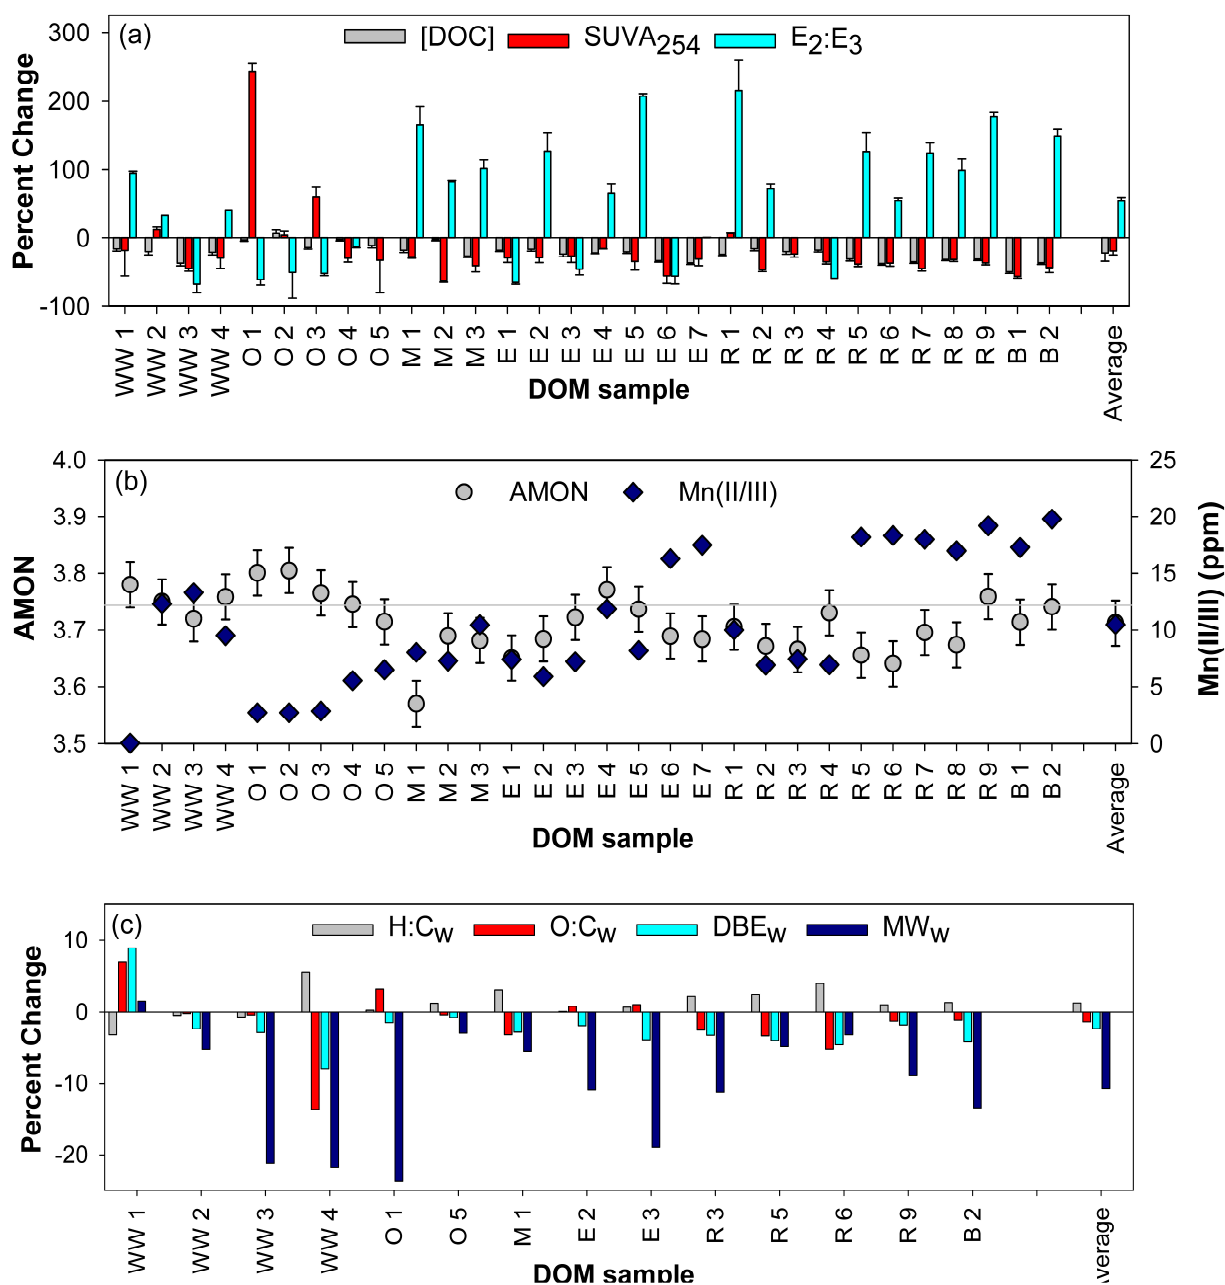 (a)
[DOC] SUVA254 E2:E3
Percent Change
300
200
100
0
-100
WW 1 WW 2 WW 3 WW 4 O 1 O 2 O 3 O 4 O 5 M 1 M 2 M 3 E 1 E 2 E 3 E 4 E 5 E 6 E 7 R 1 R 2 R 3 R 4 R 5 R 6 R 7 R 8 R 9 B 1 B 2 Average
DOM sample
(b)
AMON Mn(II/III)
AMON
4.0
3.9
3.8
3.7
3.6
3.5
25
20
15
10
5
0
Mn(II/III) (ppm)
WW 1 WW 2 WW 3 WW 4 O 1 O 2 O 3 O 4 O 5 M 1 M 2 M 3 E 1 E 2 E 3 E 4 E 5 E 6 E 7 R 1 R 2 R 3 R 4 R 5 R 6 R 7 R 8 R 9 B 1 B 2 Average
DOM sample
(c)
H:Cw O:Cw DBEw MWw
Percent Change
10
0
-10
-20
WW 1 WW 2 WW 3 WW 4 O 1 O 5 M 1 E 2 E 3 R 3 R 5 R 6 R 9 B 2 Average
DOM sample